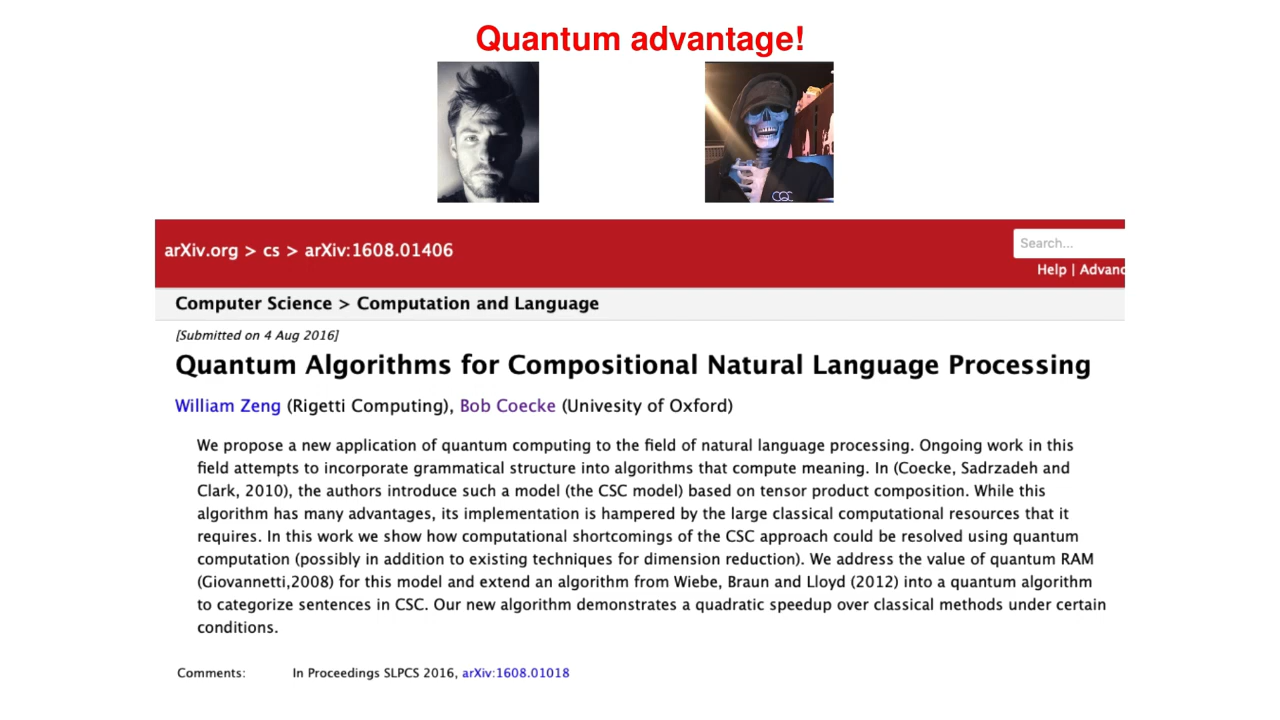 Quantum advantage!
CQC
arXiv.org > cs > arXiv:1608.01406
Search...
Help | Advanc
Computer Science > Computation and Language
[Submitted on 4 Aug 2016]
Quantum Algorithms for Compositional Natural Language Processing
William Zeng (Rigetti Computing), Bob Coecke (Univesity of Oxford)
We propose a new application of quantum computing to the field of natural language processing. Ongoing work in this
field attempts to incorporate grammatical structure into algorithms that compute meaning. In (Coecke, Sadrzadeh and
Clark, 2010), the authors introduce such a model (the CSC model) based on tensor product composition. While this
algorithm has many advantages, its implementation is hampered by the large classical computational resources that it
requires. In this work we show how computational shortcomings of the CSC approach could be resolved using quantum
computation (possibly in addition to existing techniques for dimension reduction). We address the value of quantum RAM
(Giovannetti,2008) for this model and extend an algorithm from Wiebe, Braun and Lloyd (2012) into a quantum algorithm
to categorize sentences in CSC. Our new algorithm demonstrates a quadratic speedup over classical methods under certain
conditions.
Comments: In Proceedings SLPCS 2016, arXiv:1608.01018